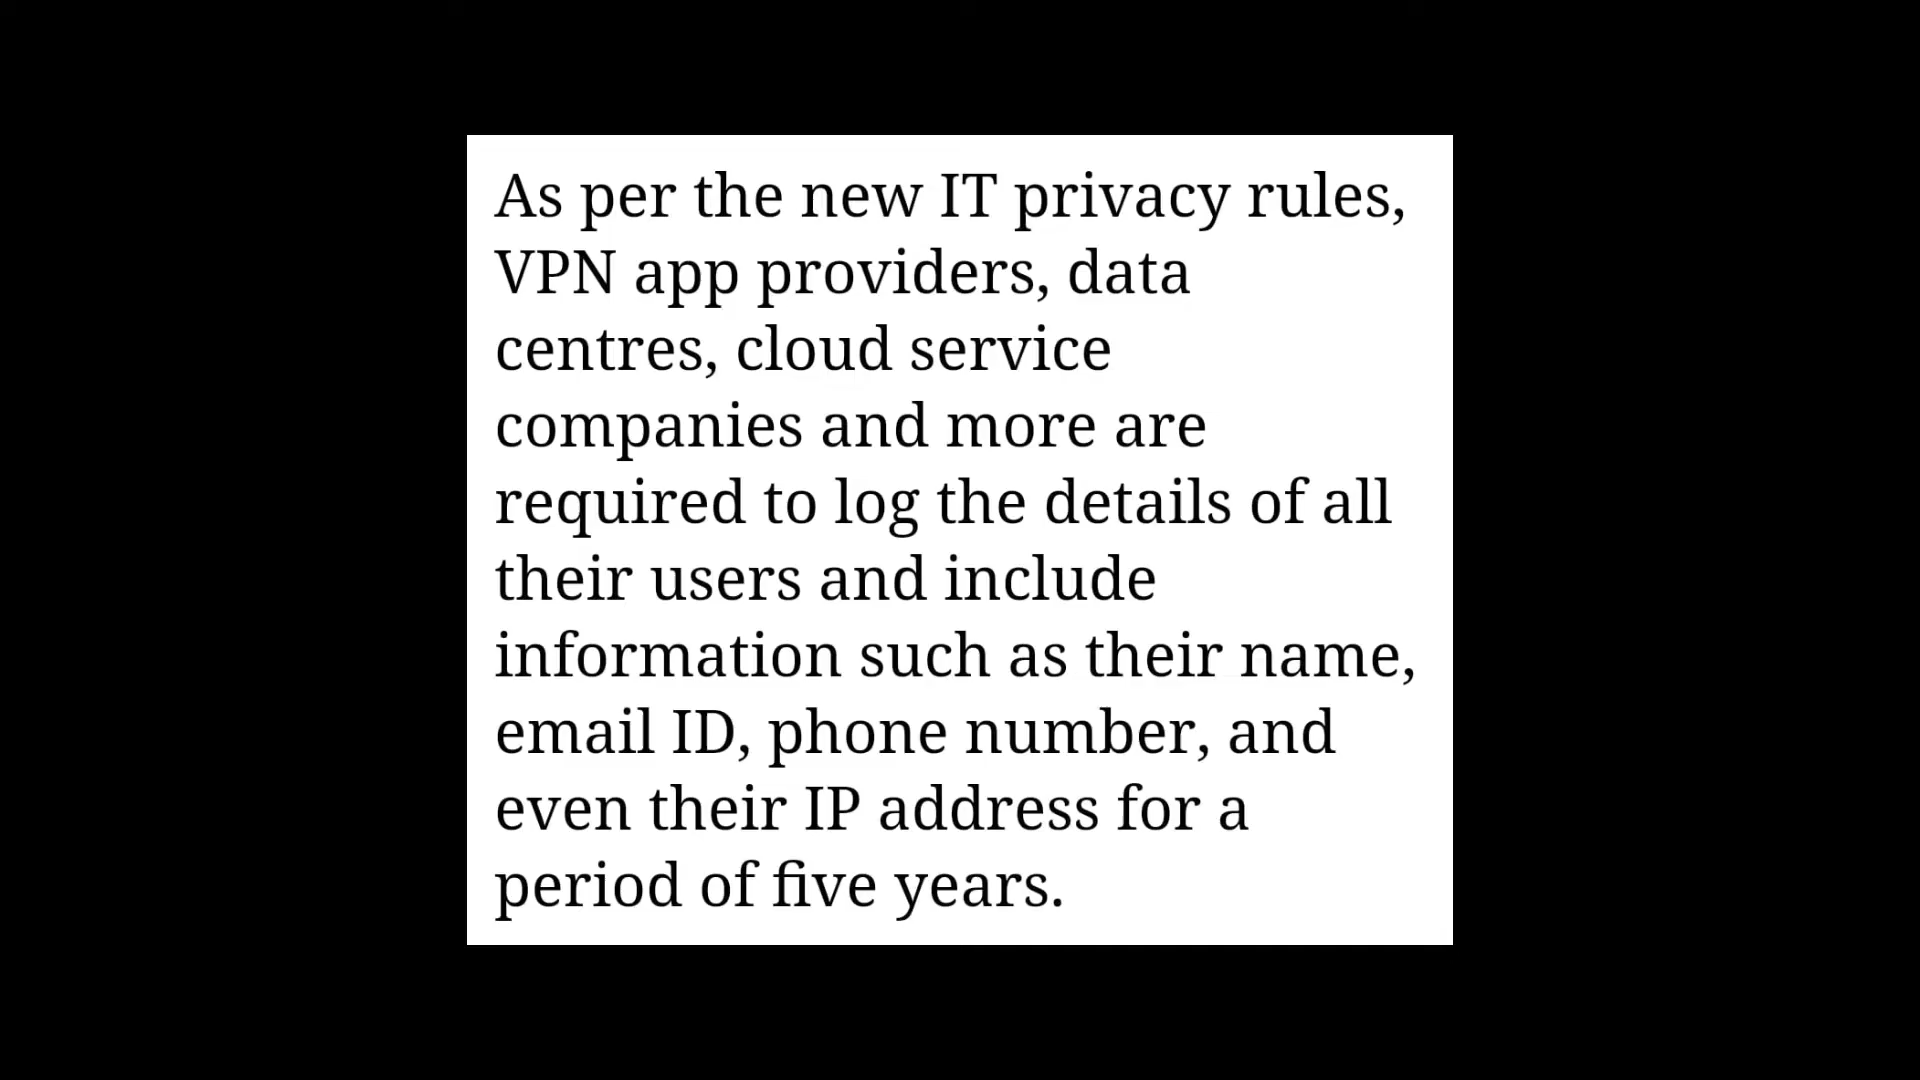 As per the new IT privacy rules,
VPN app providers, data
centres, cloud service
companies and more are
required to log the details of all
their users and include
information such as their name,
email ID, phone number, and
even their IP address for a
period of five years.